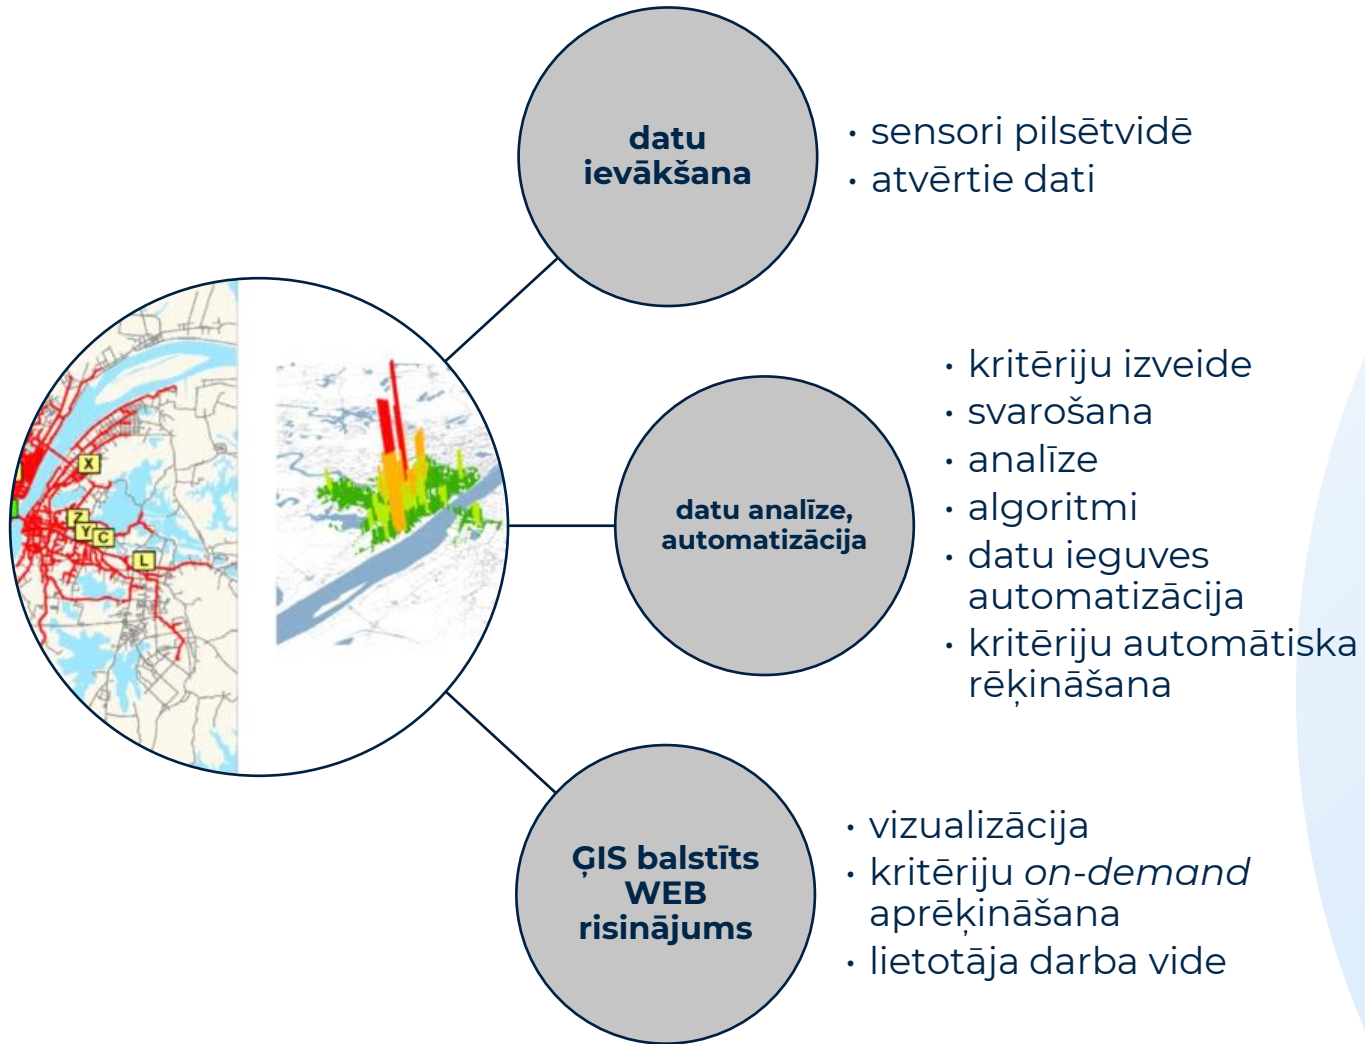 datu
ievākšana
· sensori pilsētvidē
· atvērtie dati
X
Z
Y
C
L
datu analīze,
automatizācija
· kritēriju izveide
· svarošana
· analīze
· algoritmi
· datu ieguves
automatizācija
· kritēriju automātiska
rēķināšana
ĢIS balstīts
WEB
risinājums
· vizualizācija
· kritēriju on-demand
aprēķināšana
· lietotāja darba vide